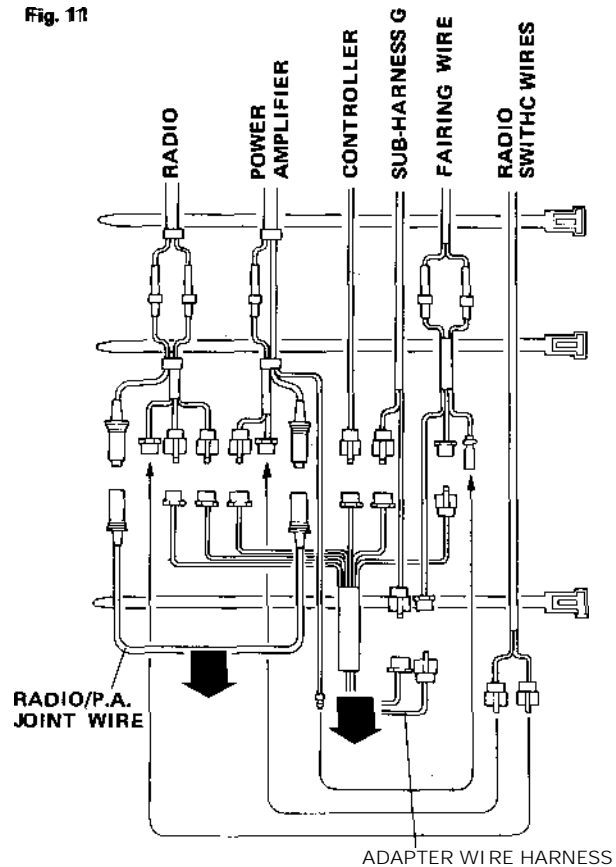 Fig. 11
RADIO
POWER
AMPLIFIER
CONTROLLER
SUB-HARNESS G
FAIRING WIRE
RADIO
SWITHC WIRES
RADIO/P.A.
JOINT WIRE
ADAPTER WIRE HARNESS